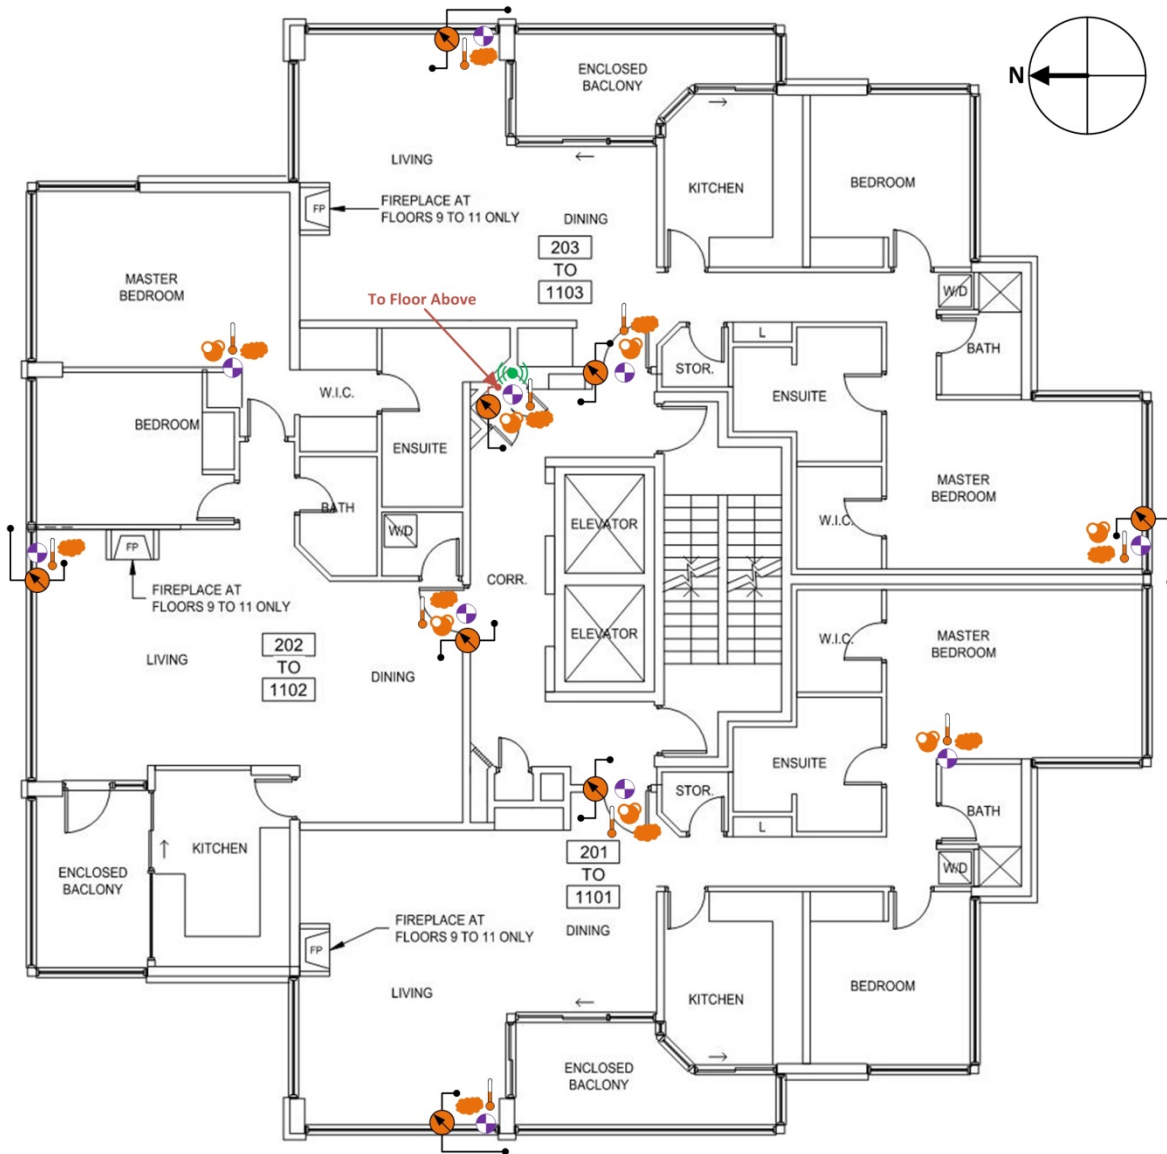 ENCLOSED
BACLONY
N
LIVING
KITCHEN
BEDROOM
FP
FIREPLACE AT
FLOORS 9 TO 11 ONLY
DINING
203
TO
1103
MASTER
BEDROOM
To Floor Above
W/D
L
BATH
STOR.
W.I.C.
ENSUITE
BEDROOM
ENSUITE
MASTER
BEDROOM
BATH
W/D
ELEVATOR
W.I.C.
FP
CORR.
FIREPLACE AT
FLOORS 9 TO 11 ONLY
ELEVATOR
W.I.C.
MASTER
BEDROOM
202
TO
1102
LIVING
DINING
ENSUITE
STOR.
BATH
L
KITCHEN
201
TO
1101
W/D
ENCLOSED
BACLONY
FIREPLACE AT
FLOORS 9 TO 11 ONLY
DINING
FP
LIVING
KITCHEN
BEDROOM
ENCLOSED
BACLONY